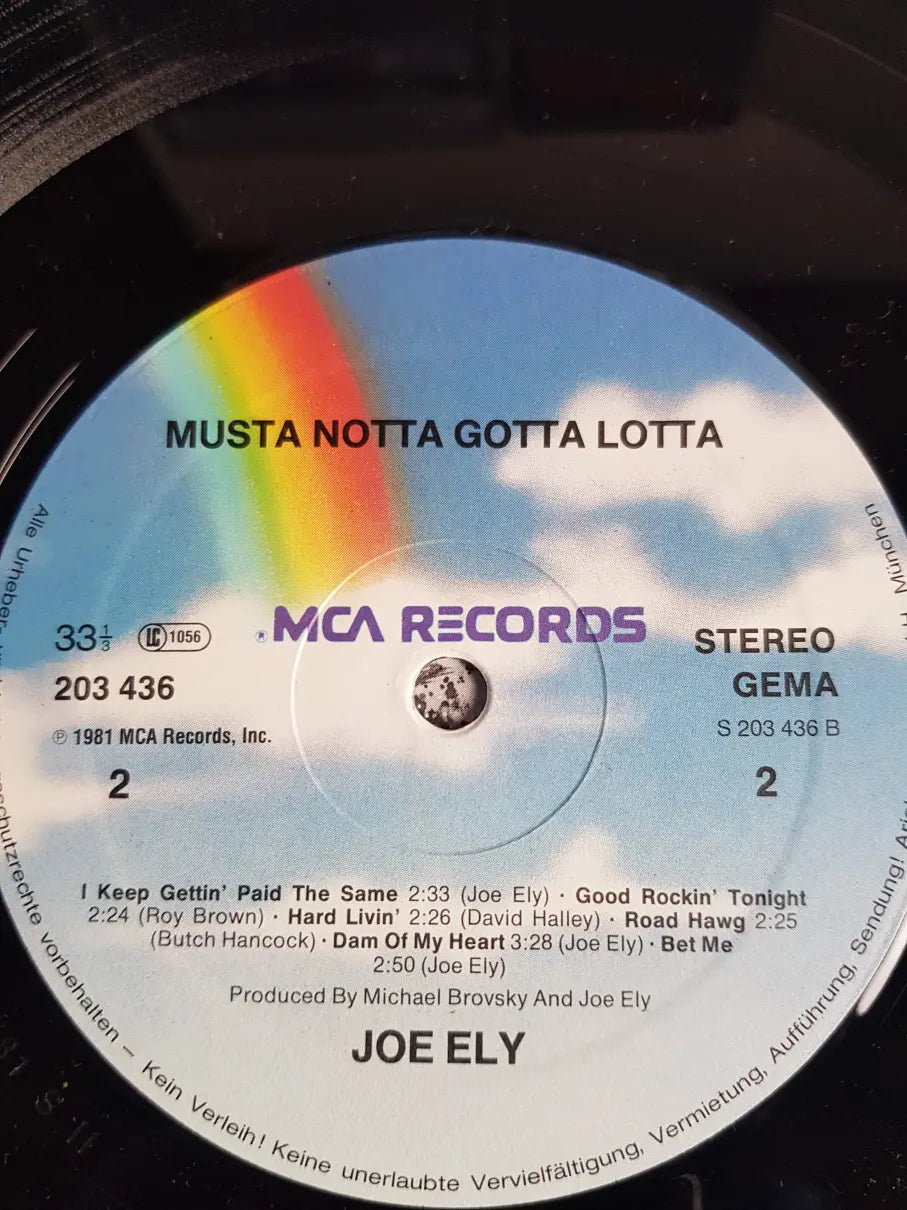 MUSTA NOTTA GOTTA LOTTA
® MCA RECORDS
33⅓ LC 1056
203 436
℗ 1981 MCA Records, Inc.
2
STEREO
GEMA
S 203 436 B
2
I Keep Gettin' Paid The Same 2:33 (Joe Ely) · Good Rockin' Tonight
2:24 (Roy Brown) · Hard Livin' 2:26 (David Halley) · Road Hawg 2:25
(Butch Hancock) · Dam Of My Heart 3:28 (Joe Ely) · Bet Me
2:50 (Joe Ely)
Produced By Michael Brovsky And Joe Ely
JOE ELY
Alle Urheber- vorbehalten – Kein Verleih! Keine unerlaubte Vervielfältigung, Vermietung, Aufführung, Sendung! München